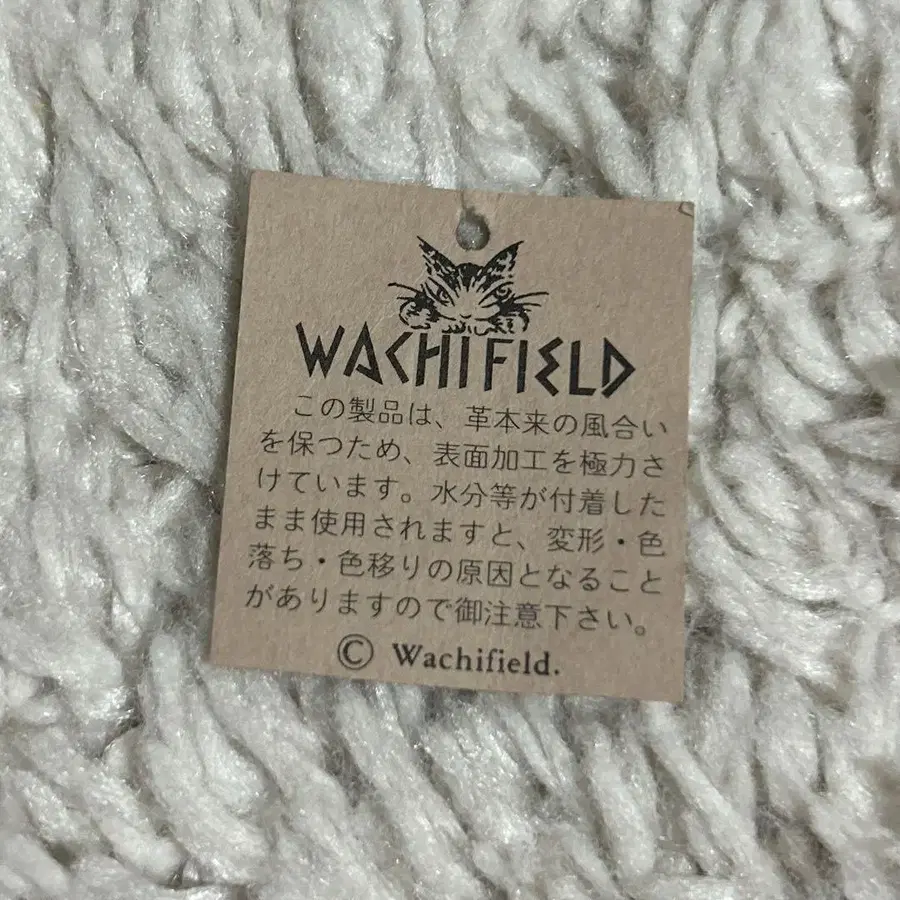 WACHIFIELD
この製品は、革本来の風合い
を保つため、表面加工を極力さ
けています。水分等が付着した
まま使用されますと、変形・色
落ち・色移りの原因となること
がありますので御注意下さい。
© Wachifield.